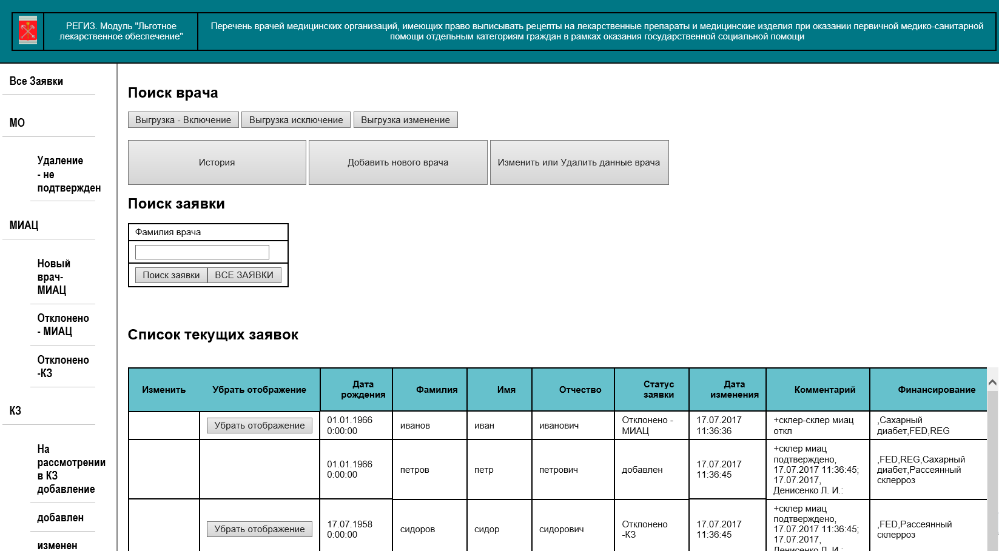 РЕГИЗ. Модуль "Льготное
лекарственное обеспечение"
Перечень врачей медицинских организаций, имеющих право выписывать рецепты на лекарственные препараты и медицинские изделия при оказании первичной медико-санитарной
помощи отдельным категориям граждан в рамках оказания государственной социальной помощи
Все Заявки
МО
Удаление
- не
подтвержден
МИАЦ
Новый
врач-
МИАЦ
Отклонено
- МИАЦ
Отклонено
-КЗ
КЗ
На
рассмотрении
в КЗ
добавление
добавлен
изменен
Поиск врача
Выгрузка - Включение
Выгрузка исключение
Выгрузка изменение
История
Добавить нового врача
Изменить или Удалить данные врача
Поиск заявки
Фамилия врача
Поиск заявки
ВСЕ ЗАЯВКИ
Список текущих заявок
Изменить
Убрать отображение
Дата
рождения
Фамилия
Имя
Отчество
Статус
заявки
Дата
изменения
Комментарий
Финансирование
Убрать отображение
01.01.1966
0:00:00
иванов
иван
иванович
Отклонено -
МИАЦ
17.07.2017
11:36:36
+склер-склер миац
откл
,Сахарный
диабет,FED,REG
01.01.1966
0:00:00
петров
петр
петрович
добавлен
17.07.2017
11:36:45
+склер миац
подтверждено,
17.07.2017 11:36:45;
17.07.2017,
Денисенко Л. И.:
,FED,REG,Сахарный
диабет,Рассеянный
склерроз
Убрать отображение
17.07.1958
0:00:00
сидоров
сидор
сидорович
Отклонено
-КЗ
17.07.2017
11:36:45
+склер миац
подтверждено,
17.07.2017 11:36:45;
17.07.2017,
Денисенко Л. И.:
,FED,Рассеянный
склерроз